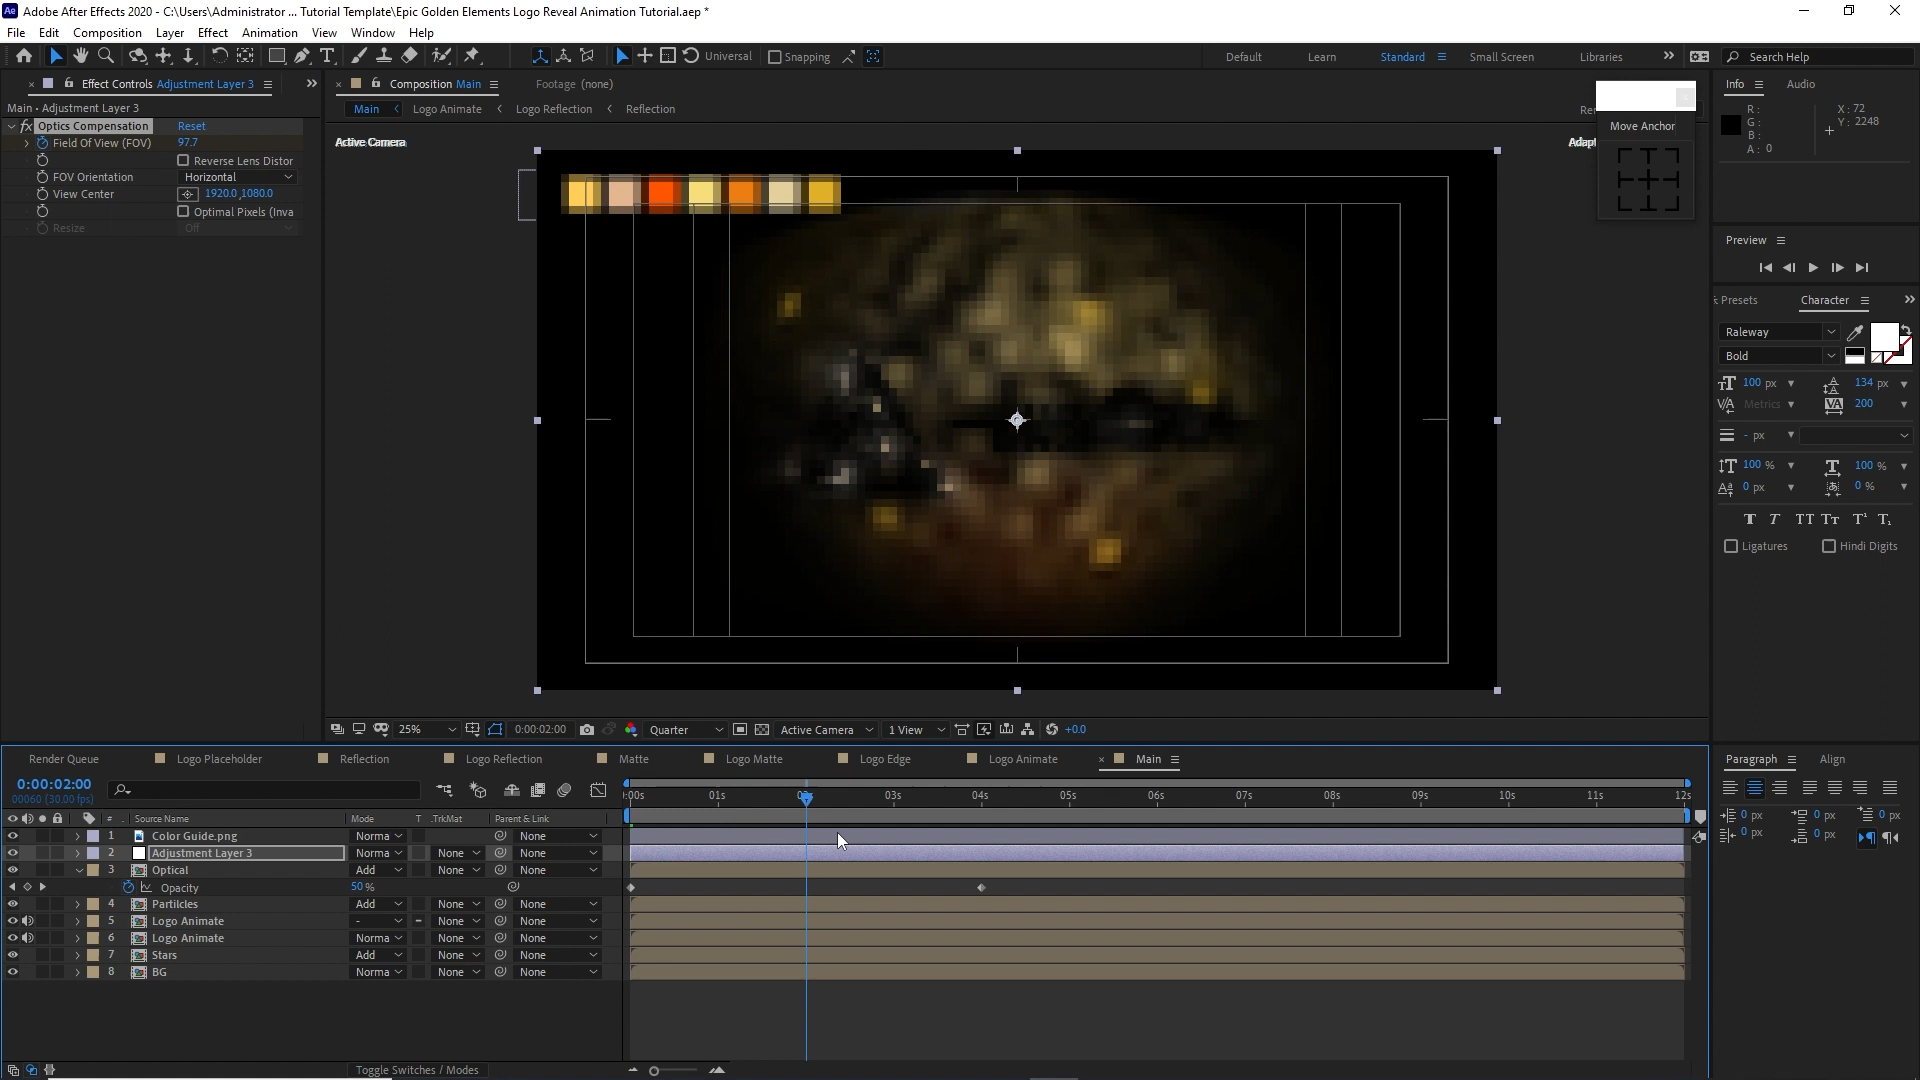 Adobe After Effects 2020 - C:\Users\Administrator ... Tutorial Template\Epic Golden Elements Logo Reveal Animation Tutorial.aep *
File Edit Composition Layer Effect Animation View Window Help
Universal Snapping Default Learn Standard Small Screen Libraries Search Help
Effect Controls Adjustment Layer 3
Main • Adjustment Layer 3
fx Optics Compensation Reset
Field Of View (FOV) 97.7
Reverse Lens Distor
FOV Orientation Horizontal
View Center 1920.0,1080.0
Optimal Pixels (Inva
Resize Off
Composition Main Footage (none)
Main Logo Animate Logo Reflection Reflection
Active Camera
Adapt
Move Anchor
Info Audio
R:
G:
B:
A: 0
X: 72
Y: 2248
Preview
Presets Character
Raleway
Bold
100 px 134 px
Metrics 200
- px
100 % 100 %
0 px 0 %
Ligatures Hindi Digits
25% 0:00:02:00 Quarter Active Camera 1 View +0.0
Render Queue Logo Placeholder Reflection Logo Reflection Matte Logo Matte Logo Edge Logo Animate Main
0:00:02:00
00060 (30.00 fps)
:00s 01s 02s 03s 04s 05s 06s 07s 08s 09s 10s 11s 12s
# Source Name Mode T .TrkMat Parent & Link
1 Color Guide.png Norma None
2 Adjustment Layer 3 Norma None None
3 Optical Add None None
Opacity 50 %
4 Partilcles Add None None
5 Logo Animate - None None
6 Logo Animate Norma None None
7 Stars Add None None
8 BG Norma None None
Toggle Switches / Modes
Paragraph Align
0 px 0 px 0 px
0 px 0 px